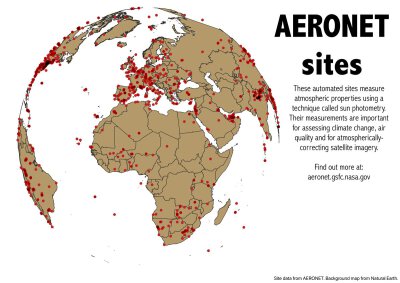 AERONET
sites
These automated sites measure
atmospheric properties using a
technique called sun photometry.
Their measurements are important
for assessing climate change, air
quality and for atmospherically-
correcting satellite imagery.
Find out more at:
aeronet.gsfc.nasa.gov
Site data from AERONET. Background map from Natural Earth.